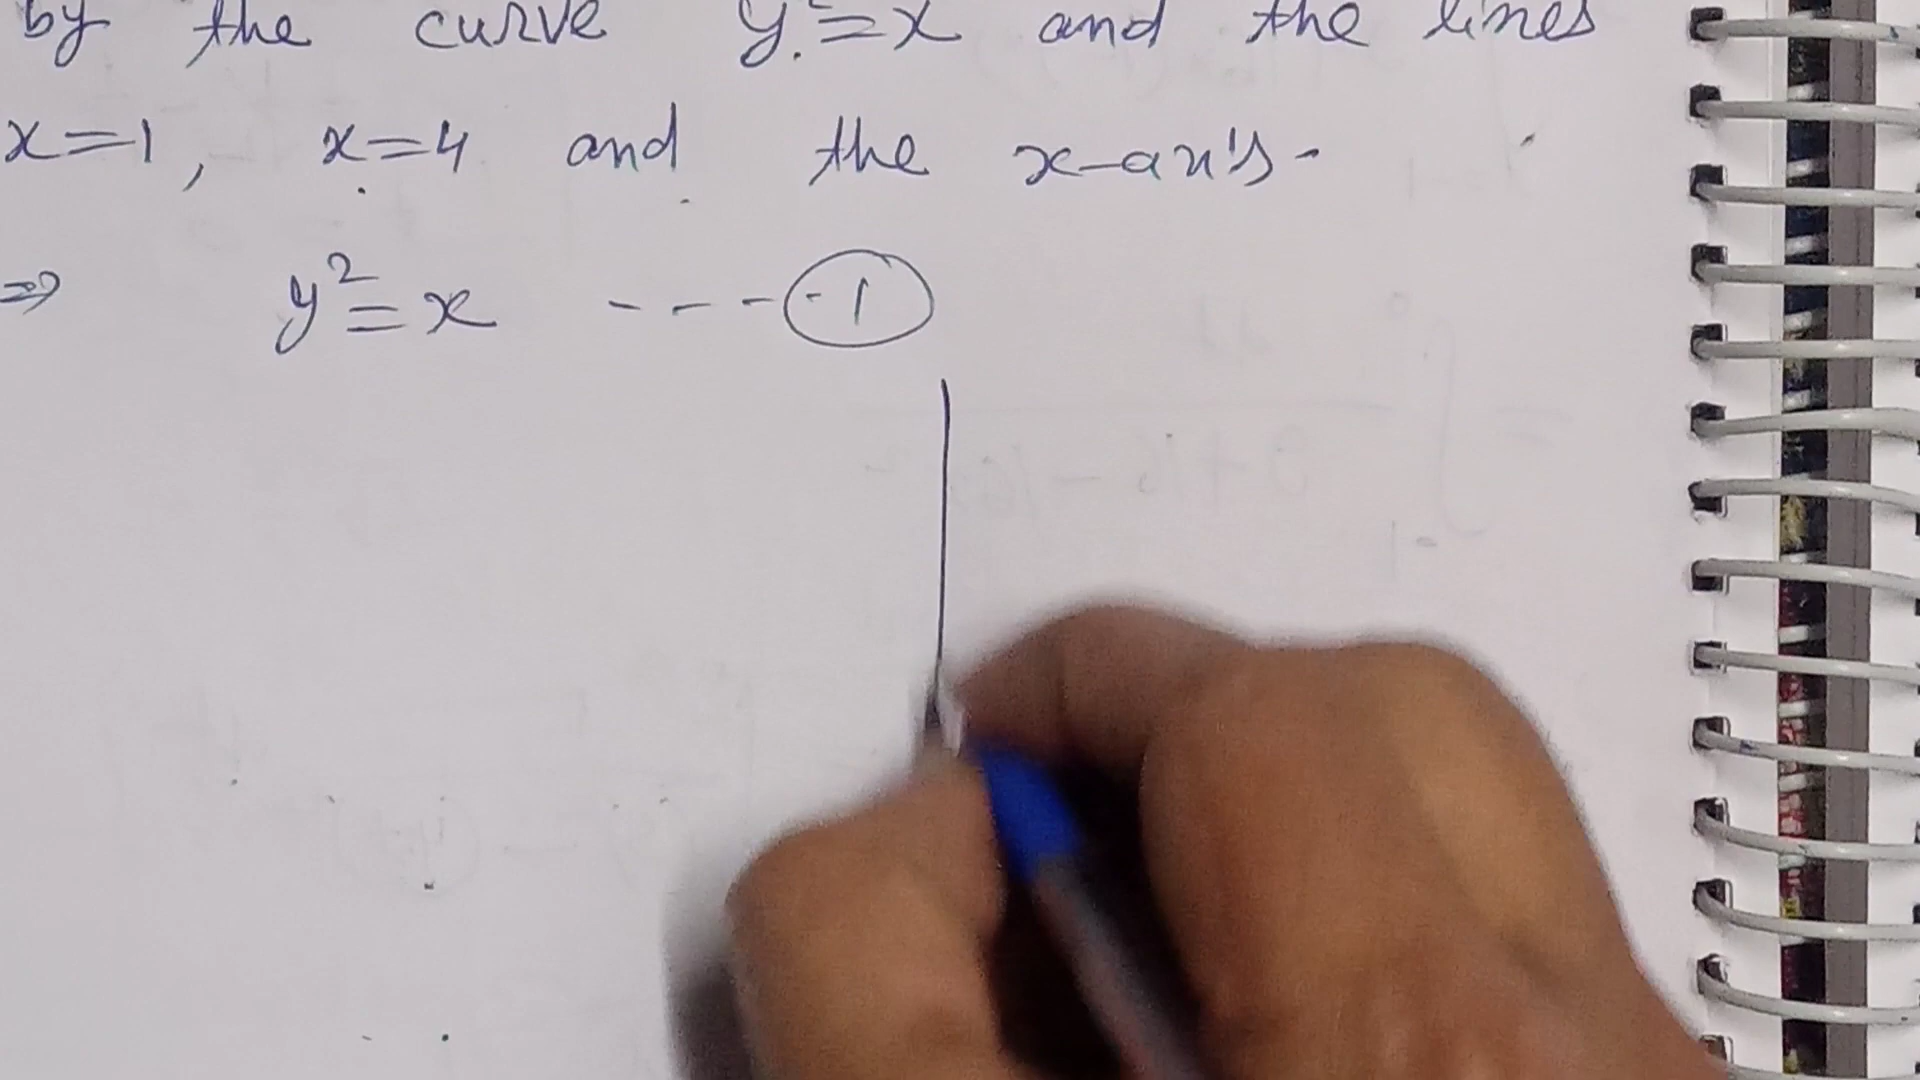 by the curve y² = x and the lines
x=1, x=4 and the x-axis.
⇒ y² = x ---- 1